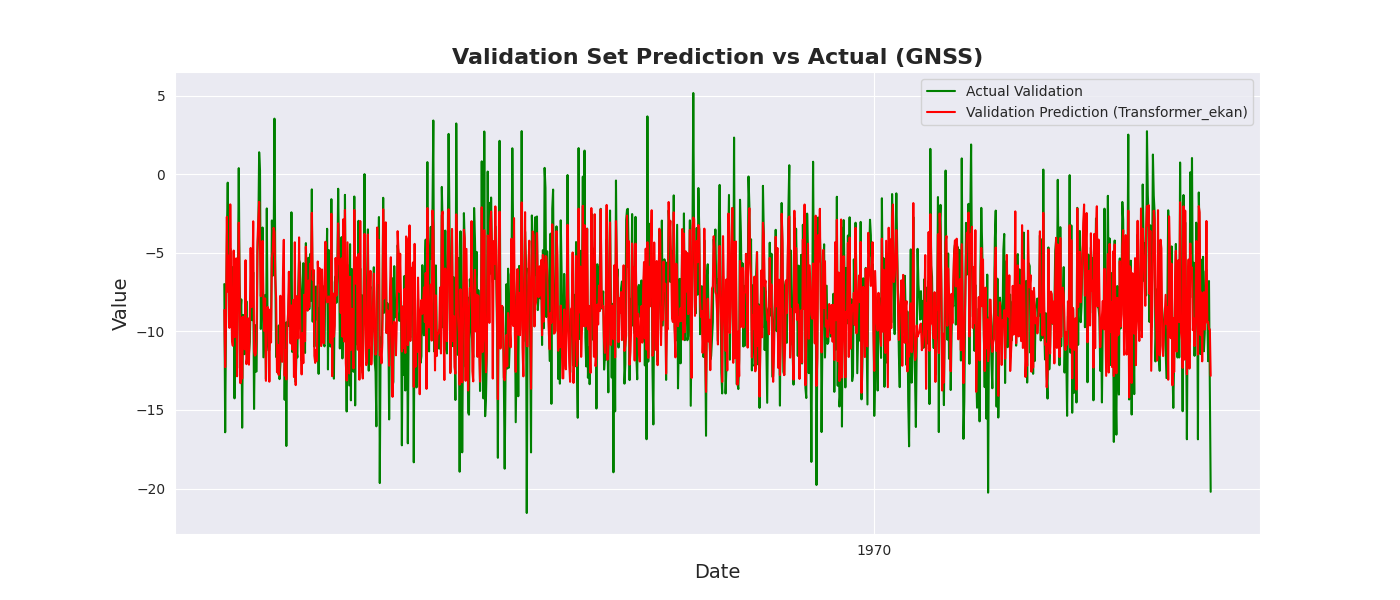 Validation Set Prediction vs Actual (GNSS)
Actual Validation
Validation Prediction (Transformer_ekan)
5
0
−5
−10
−15
−20
Value
1970
Date